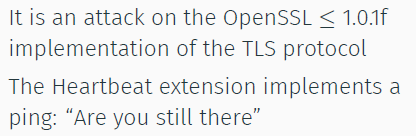 It is an attack on the OpenSSL ≤ 1.0.1f
implementation of the TLS protocol
The Heartbeat extension implements a
ping: “Are you still there”